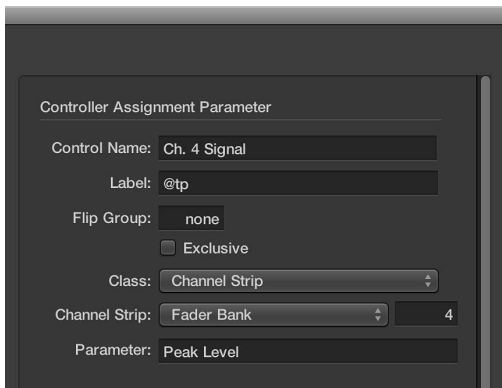 Controller Assignment Parameter
Control Name: Ch. 4 Signal
Label: @tp
Flip Group: none
Exclusive
Class: Channel Strip
Channel Strip: Fader Bank 4
Parameter: Peak Level